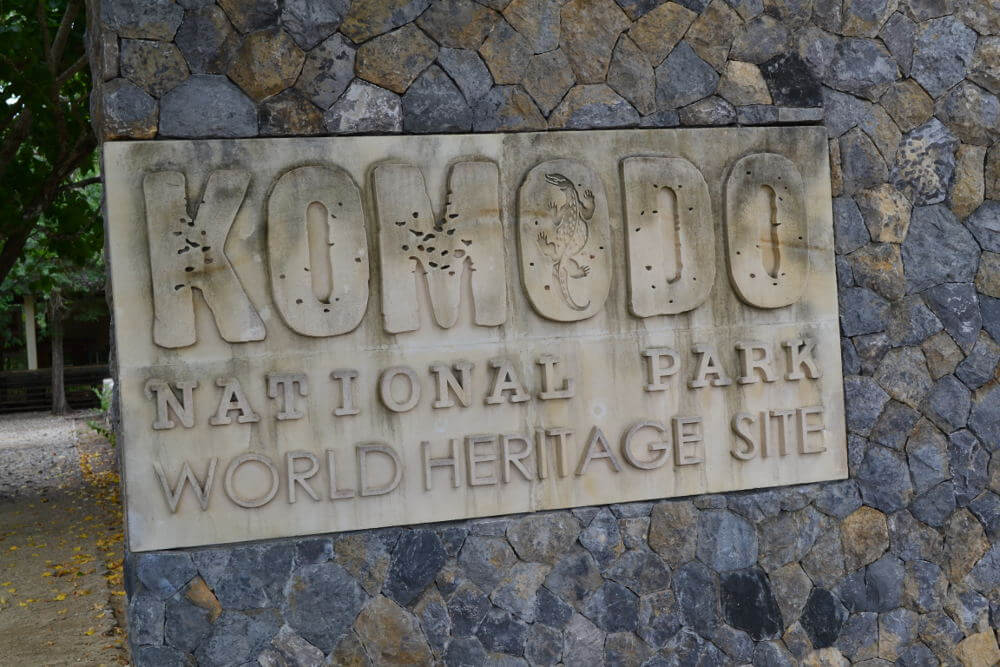 KOMODO
NATIONAL PARK
WORLD HERITAGE SITE